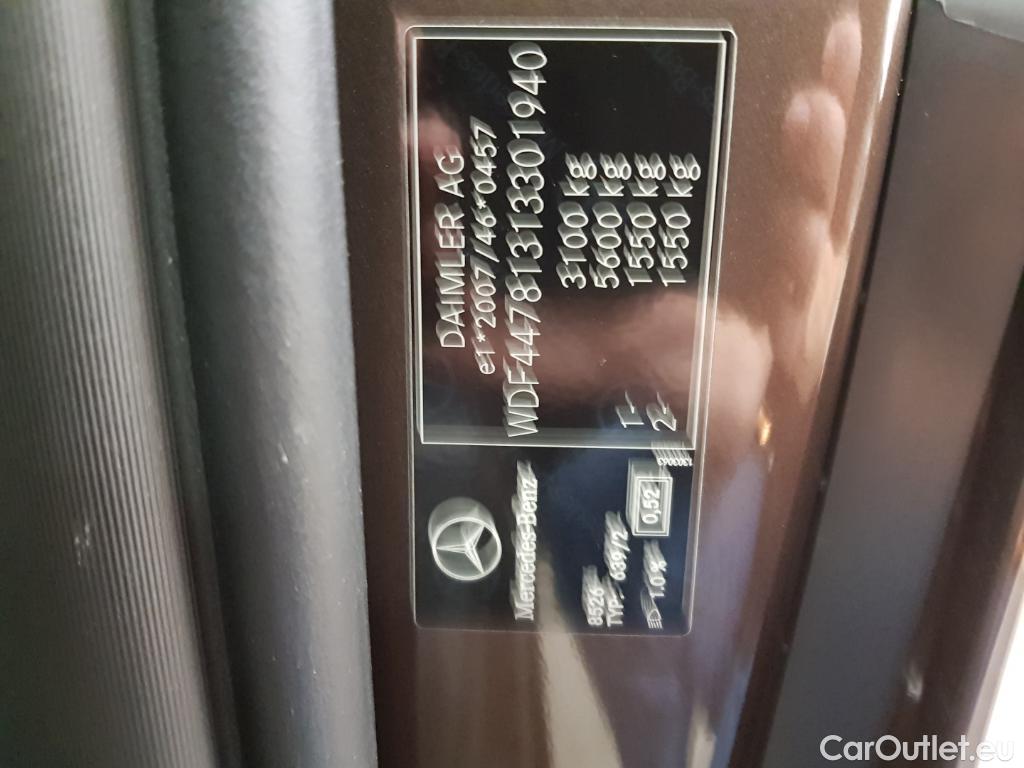 DAIMLER AG
e1*2007/46*0457
WDF44781313301940
3100 kg
5600 kg
1- 1550 kg
2- 1550 kg
Mercedes-Benz
8526
TYP: 639/2
1.0 %
0,52
1303063
CarOutlet.eu